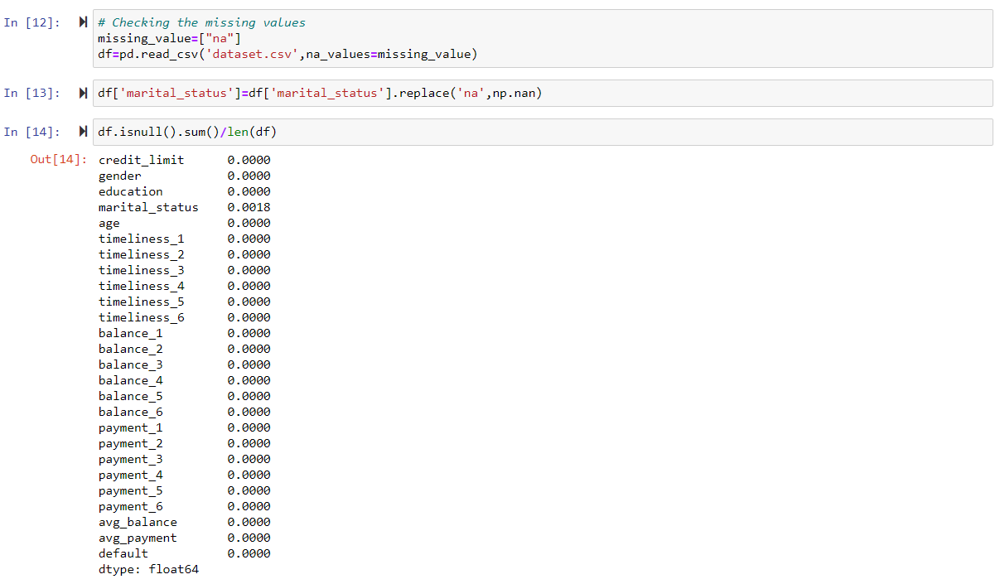 In [12]: # Checking the missing values
missing_value=["na"]
df=pd.read_csv('dataset.csv',na_values=missing_value)
In [13]: df['marital_status']=df['marital_status'].replace('na',np.nan)
In [14]: df.isnull().sum()/len(df)
Out[14]: credit_limit 0.0000
gender 0.0000
education 0.0000
marital_status 0.0018
age 0.0000
timeliness_1 0.0000
timeliness_2 0.0000
timeliness_3 0.0000
timeliness_4 0.0000
timeliness_5 0.0000
timeliness_6 0.0000
balance_1 0.0000
balance_2 0.0000
balance_3 0.0000
balance_4 0.0000
balance_5 0.0000
balance_6 0.0000
payment_1 0.0000
payment_2 0.0000
payment_3 0.0000
payment_4 0.0000
payment_5 0.0000
payment_6 0.0000
avg_balance 0.0000
avg_payment 0.0000
default 0.0000
dtype: float64